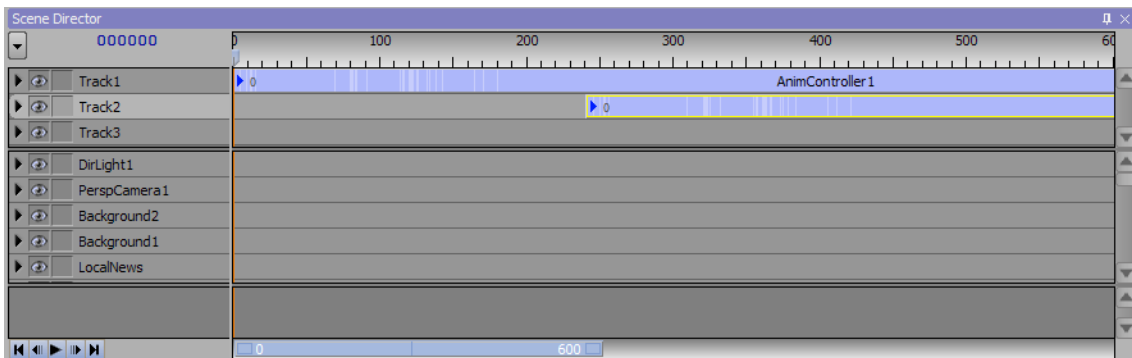 Scene Director
000000 0 100 200 300 400 500 60
Track1 0 AnimController1
Track2 0
Track3
DirLight1
PerspCamera1
Background2
Background1
LocalNews
0 600